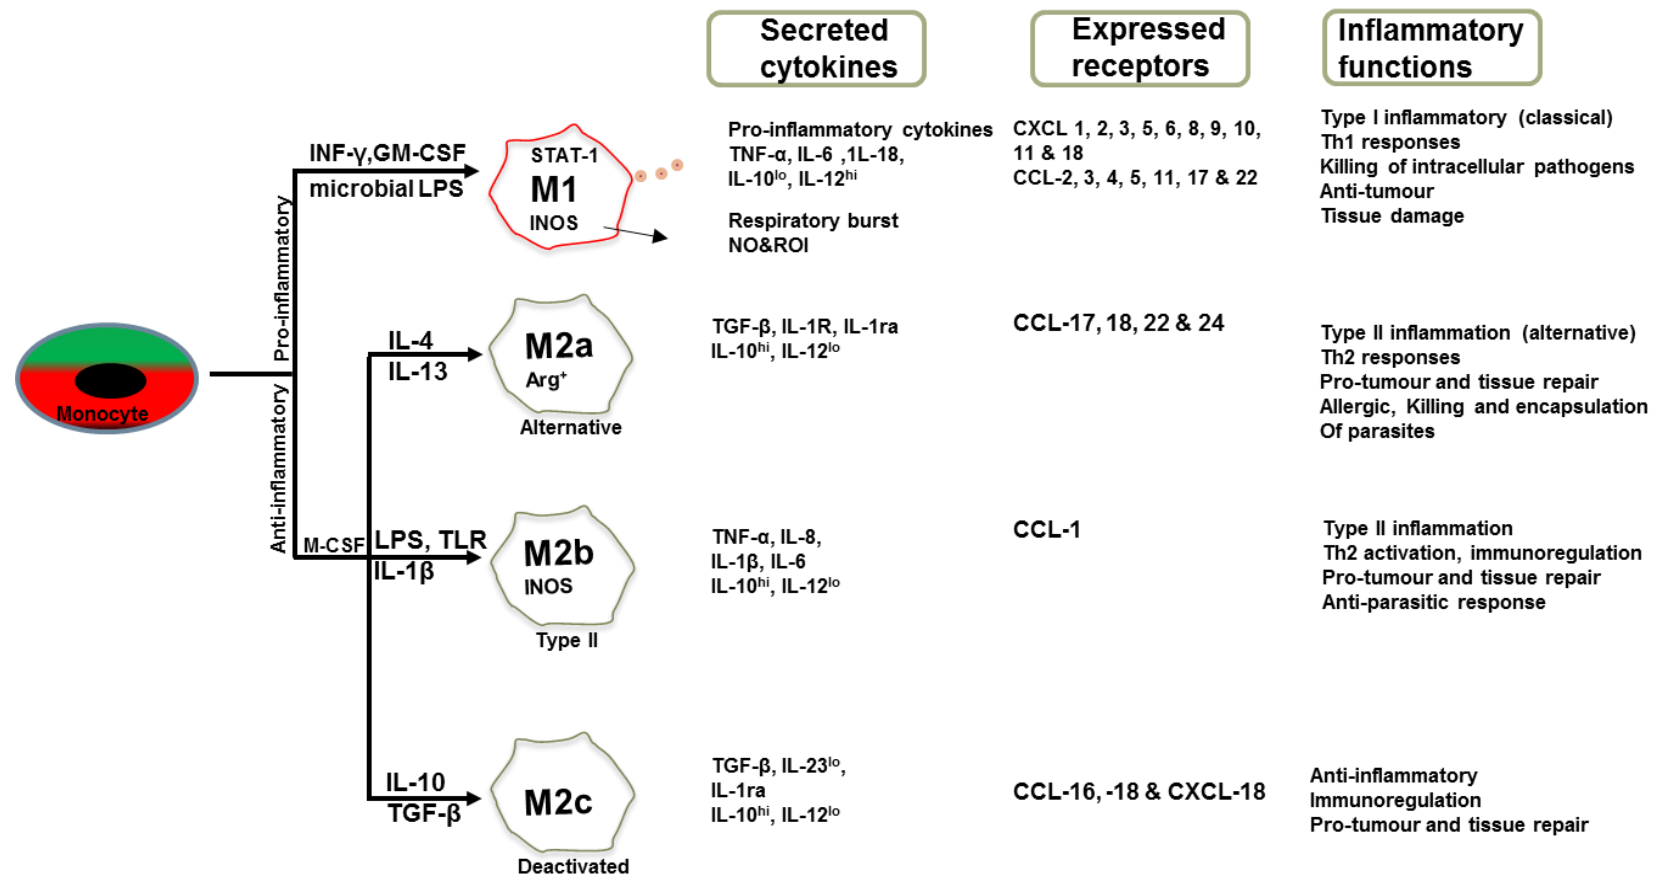 Secreted
cytokines
Expressed
receptors
Inflammatory
functions
Monocyte
Pro-inflammatory
Anti-inflammatory
INF-γ,GM-CSF
microbial LPS
STAT-1
M1
INOS
Pro-inflammatory cytokines
TNF-α, IL-6 ,1L-18,
IL-10ˡᵒ, IL-12ʰⁱ
Respiratory burst
NO&ROI
CXCL 1, 2, 3, 5, 6, 8, 9, 10,
11 & 18
CCL-2, 3, 4, 5, 11, 17 & 22
Type I inflammatory (classical)
Th1 responses
Killing of intracellular pathogens
Anti-tumour
Tissue damage
IL-4
IL-13
M2a
Arg⁺
Alternative
TGF-β, IL-1R, IL-1ra
IL-10ʰⁱ, IL-12ˡᵒ
CCL-17, 18, 22 & 24
Type II inflammation (alternative)
Th2 responses
Pro-tumour and tissue repair
Allergic, Killing and encapsulation
Of parasites
M-CSF
LPS, TLR
IL-1β
M2b
INOS
Type II
TNF-α, IL-8,
IL-1β, IL-6
IL-10ʰⁱ, IL-12ˡᵒ
CCL-1
Type II inflammation
Th2 activation, immunoregulation
Pro-tumour and tissue repair
Anti-parasitic response
IL-10
TGF-β
M2c
Deactivated
TGF-β, IL-23ˡᵒ,
IL-1ra
IL-10ʰⁱ, IL-12ˡᵒ
CCL-16, -18 & CXCL-18
Anti-inflammatory
Immunoregulation
Pro-tumour and tissue repair